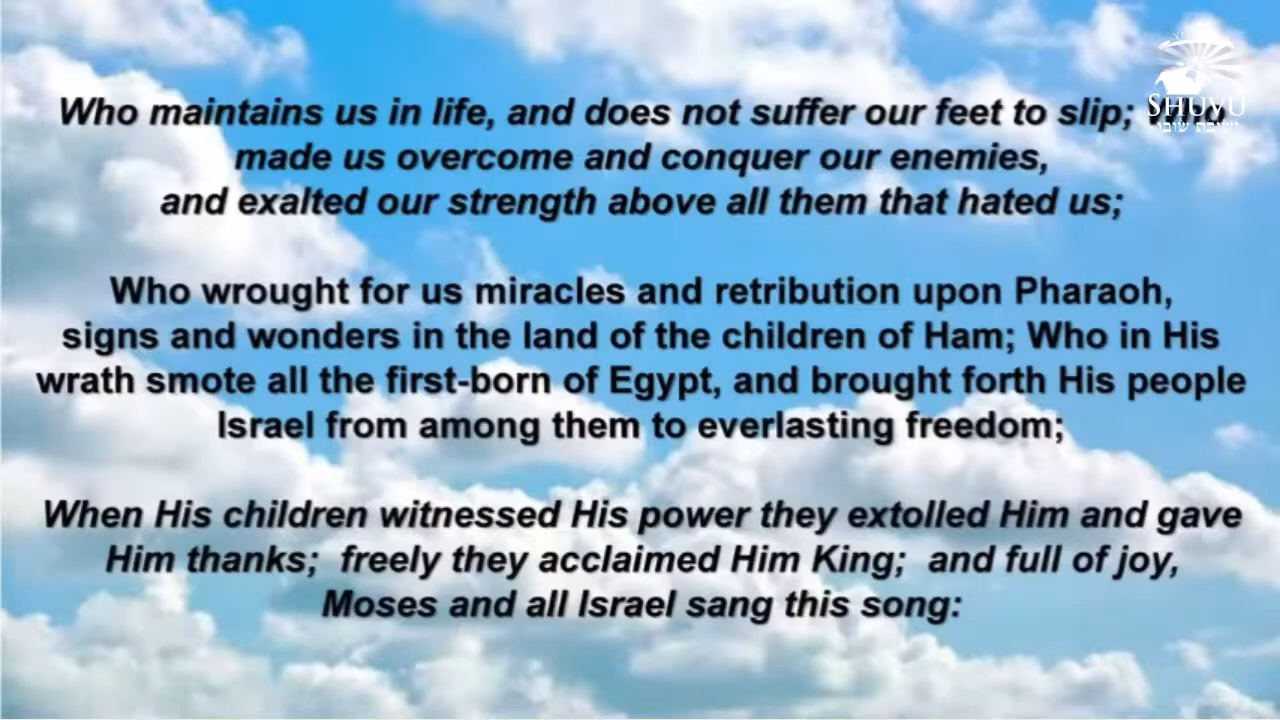 Who maintains us in life, and does not suffer our feet to slip;
made us overcome and conquer our enemies,
and exalted our strength above all them that hated us;
Who wrought for us miracles and retribution upon Pharaoh,
signs and wonders in the land of the children of Ham; Who in His
wrath smote all the first-born of Egypt, and brought forth His people
Israel from among them to everlasting freedom;
When His children witnessed His power they extolled Him and gave
Him thanks;  freely they acclaimed Him King;  and full of joy,
Moses and all Israel sang this song:
SHUVU
ישיבת שובו